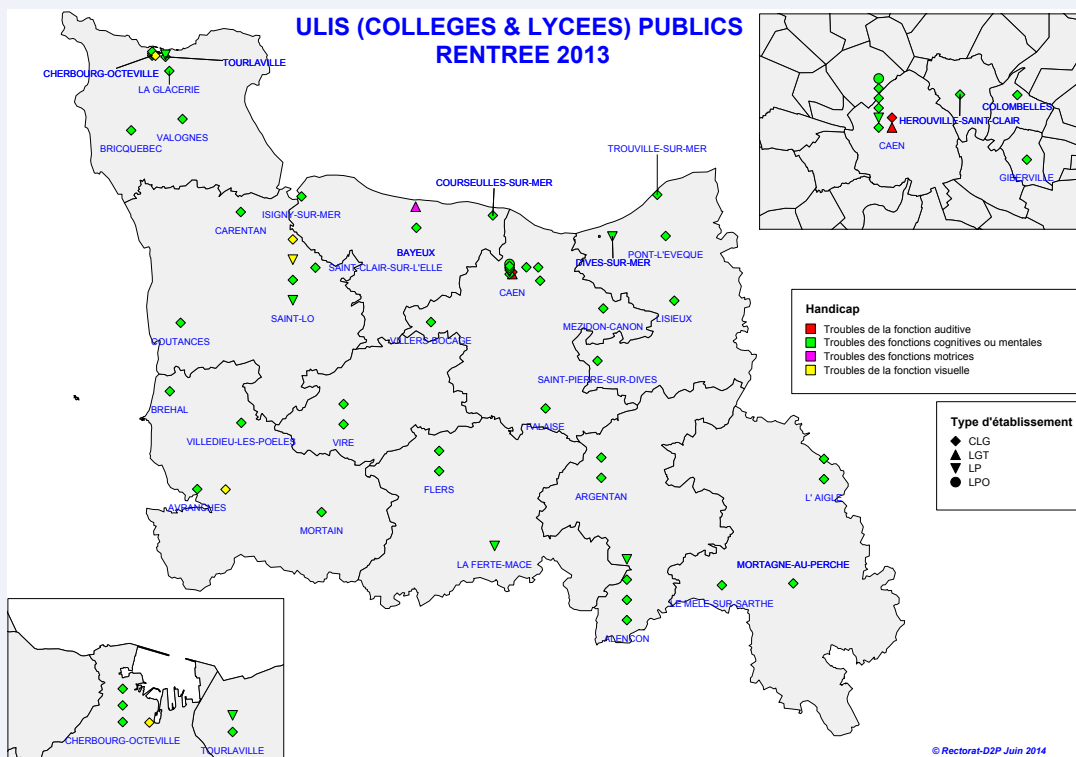 ULIS (COLLEGES & LYCEES) PUBLICS
RENTREE 2013
CHERBOURG-OCTEVILLE
TOURLAVILLE
LA GLACERIE
VALOGNES
BRICQUEBEC
COLOMBELLES
HEROUVILLE-SAINT-CLAIR
CAEN
GIBERVILLE
TROUVILLE-SUR-MER
COURSEULLES-SUR-MER
ISIGNY-SUR-MER
CARENTAN
BAYEUX
PONT-L'EVEQUE
DIVES-SUR-MER
SAINT-CLAIR-SUR-L'ELLE
CAEN
LISIEUX
MEZIDON-CANON
SAINT-LO
COUTANCES
VILLERS-BOCAGE
SAINT-PIERRE-SUR-DIVES
Handicap
Troubles de la fonction auditive
Troubles des fonctions cognitives ou mentales
Troubles des fonctions motrices
Troubles de la fonction visuelle
BREHAL
VILLEDIEU-LES-POELES
VIRE
FALAISE
Type d'établissement
CLG
LGT
LP
LPO
FLERS
ARGENTAN
L' AIGLE
AVRANCHES
MORTAIN
LA FERTE-MACE
MORTAGNE-AU-PERCHE
LE MELE-SUR-SARTHE
ALENCON
CHERBOURG-OCTEVILLE
TOURLAVILLE
© Rectorat-D2P Juin 2014